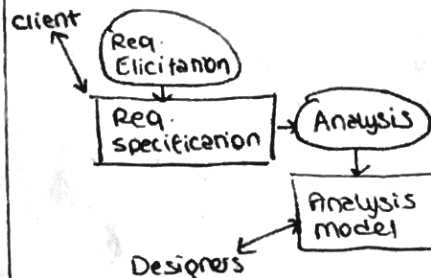 client
Req.
Elicitation
Req.
specification
Analysis
Analysis
model
Designers